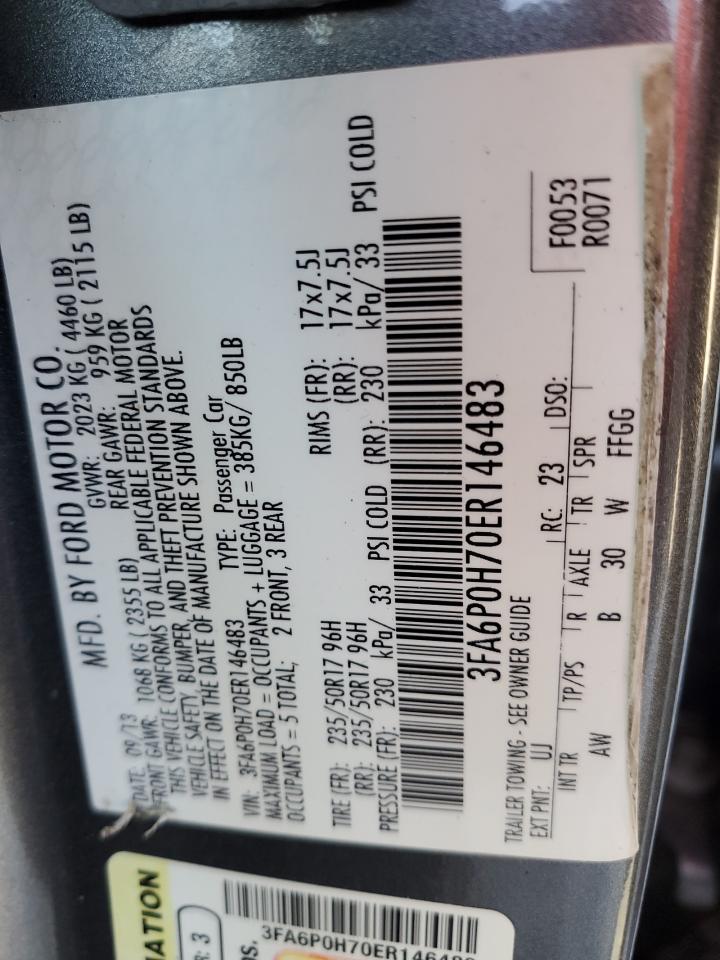 MFD. BY FORD MOTOR CO.
DATE: 09/13 GVWR: 2023 KG ( 4460 LB)
FRONT GAWR: 1068 KG ( 2355 LB) REAR GAWR: 959 KG ( 2115 LB)
THIS VEHICLE CONFORMS TO ALL APPLICABLE FEDERAL MOTOR
VEHICLE SAFETY, BUMPER, AND THEFT PREVENTION STANDARDS
IN EFFECT ON THE DATE OF MANUFACTURE SHOWN ABOVE.
VIN: 3FA6P0H70ER146483 TYPE: Passenger Car
MAXIMUM LOAD = OCCUPANTS + LUGGAGE = 385KG/ 850LB
OCCUPANTS = 5 TOTAL; 2 FRONT, 3 REAR
TIRE (FR): 235/50R17 96H RIMS (FR): 17x7.5J
(RR): 235/50R17 96H (RR): 17x7.5J
PRESSURE (FR): 230 kPa/ 33 PSI COLD (RR): 230 kPa/ 33 PSI COLD
3FA6P0H70ER146483
TRAILER TOWING - SEE OWNER GUIDE
EXT PNT: UJ RC: 23 DSO:
INT TR TP/PS R AXLE TR SPR
AW B 30 W FFGG
F0053
R0071
3FA6P0H70ER146483